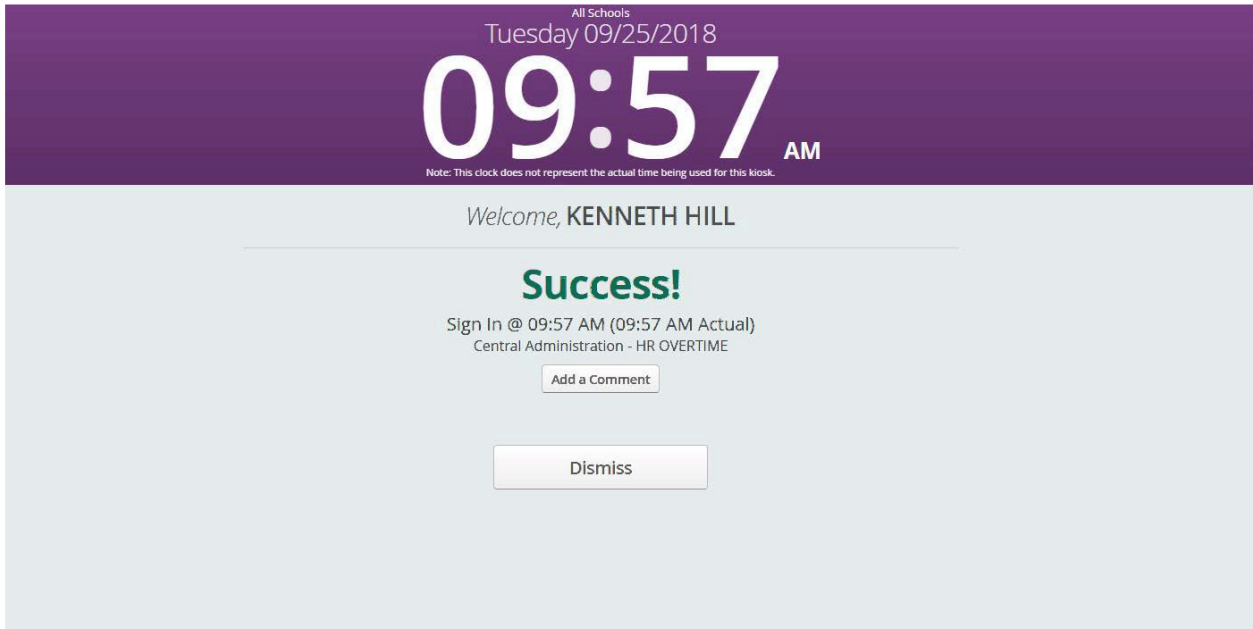 All Schools
Tuesday 09/25/2018
09:57 AM
Note: This clock does not represent the actual time being used for this kiosk.
Welcome, KENNETH HILL
Success!
Sign In @ 09:57 AM (09:57 AM Actual)
Central Administration - HR OVERTIME
Add a Comment
Dismiss